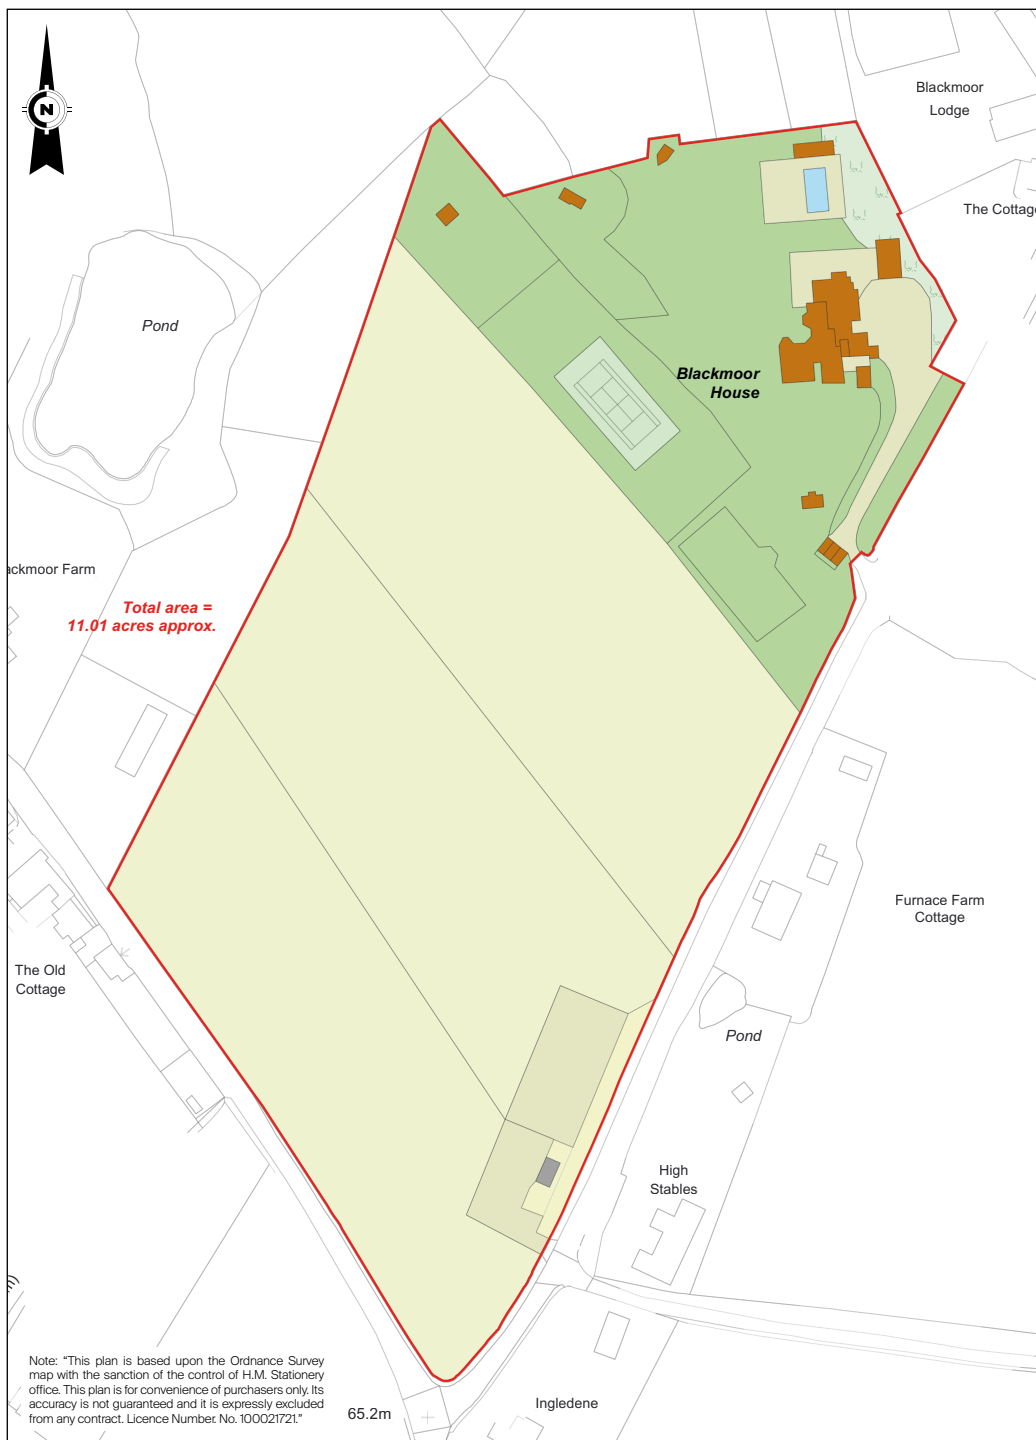 N
Blackmoor
Lodge
The Cottage
Pond
Blackmoor
House
ackmoor Farm
Total area =
11.01 acres approx.
Furnace Farm
Cottage
The Old
Cottage
Pond
High
Stables
Note: “This plan is based upon the Ordnance Survey
map with the sanction of the control of H.M. Stationery
office. This plan is for convenience of purchasers only. Its
accuracy is not guaranteed and it is expressly excluded
from any contract. Licence Number. No. 100021721.”
65.2m
Ingledene